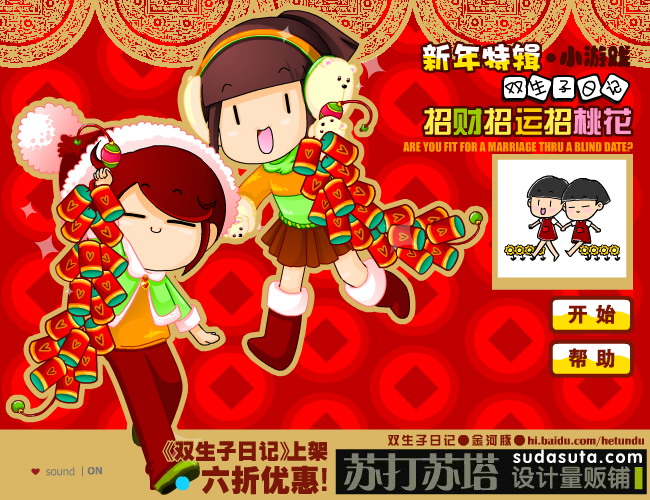 新年特辑·小游戏
双生子日记
招财招运招桃花
ARE YOU FIT FOR A MARRIAGE THRU A BLIND DATE?
开始
帮助
双生子日记●金河豚●hi.baidu.com/hetundu
《双生子日记》上架
六折优惠!
苏打苏塔
sudasuta.com
设计量贩铺
sound | ON